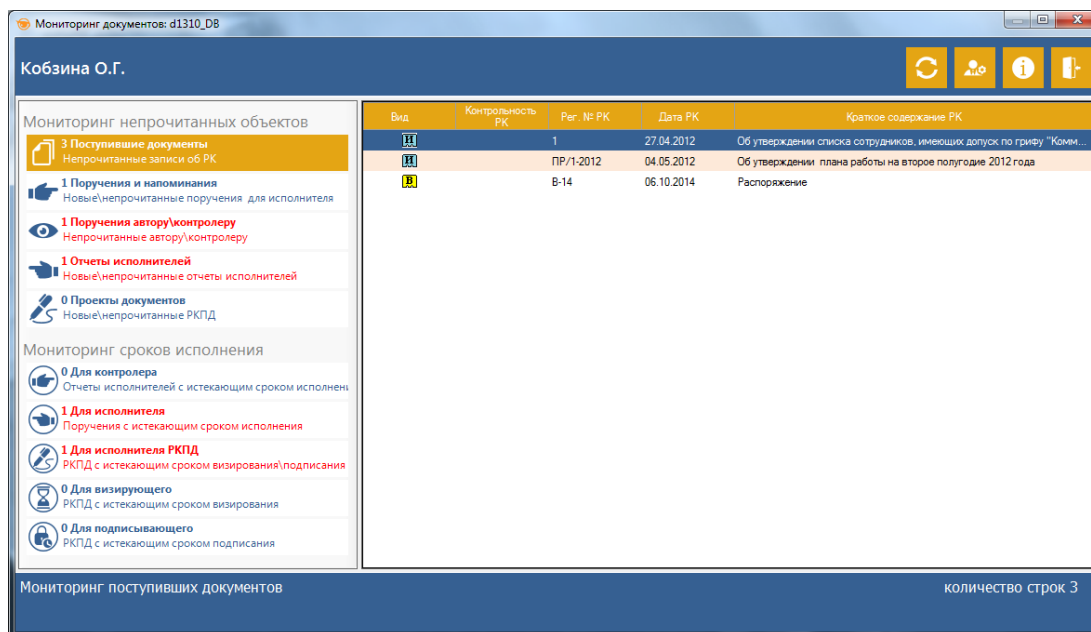 Мониторинг документов: d1310_DB
Кобзина О.Г.
Мониторинг непрочитанных объектов
3 Поступившие документы
Непрочитанные записи об РК
1 Поручения и напоминания
Новые\непрочитанные поручения для исполнителя
1 Поручения автору\контролеру
Непрочитанные автору\контролеру
1 Отчеты исполнителей
Новые\непрочитанные отчеты исполнителей
0 Проекты документов
Новые\непрочитанные РКПД
Мониторинг сроков исполнения
0 Для контролера
Отчеты исполнителей с истекающим сроком исполнени
1 Для исполнителя
Поручения с истекающим сроком исполнения
1 Для исполнителя РКПД
РКПД с истекающим сроком визирования\подписания
0 Для визирующего
РКПД с истекающим сроком визирования
0 Для подписывающего
РКПД с истекающим сроком подписания
Вид Контрольность РК Рег. № РК Дата РК Краткое содержание РК
И 1 27.04.2012 Об утверждении списка сотрудников, имеющих допуск по грифу "Комм...
И ПР/1-2012 04.05.2012 Об утверждении плана работы на второе полугодие 2012 года
В В-14 06.10.2014 Распоряжение
Мониторинг поступивших документов
количество строк 3